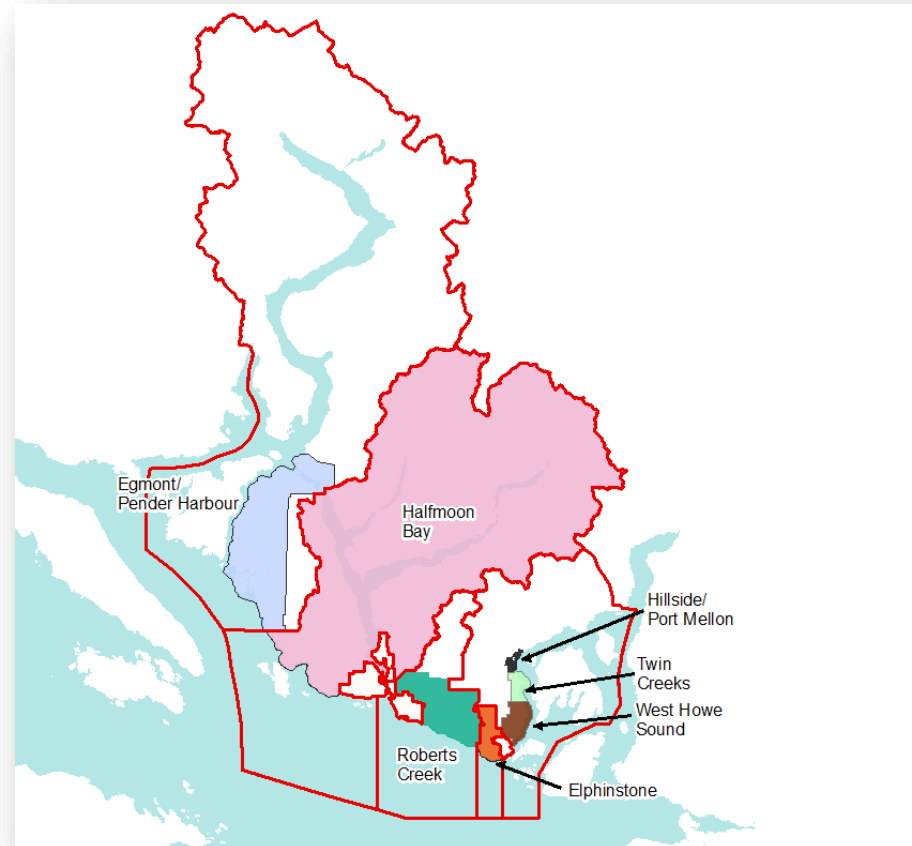 Egmont/
Pender Harbour
Halfmoon
Bay
Hillside/
Port Mellon
Twin
Creeks
West Howe
Sound
Roberts
Creek
Elphinstone